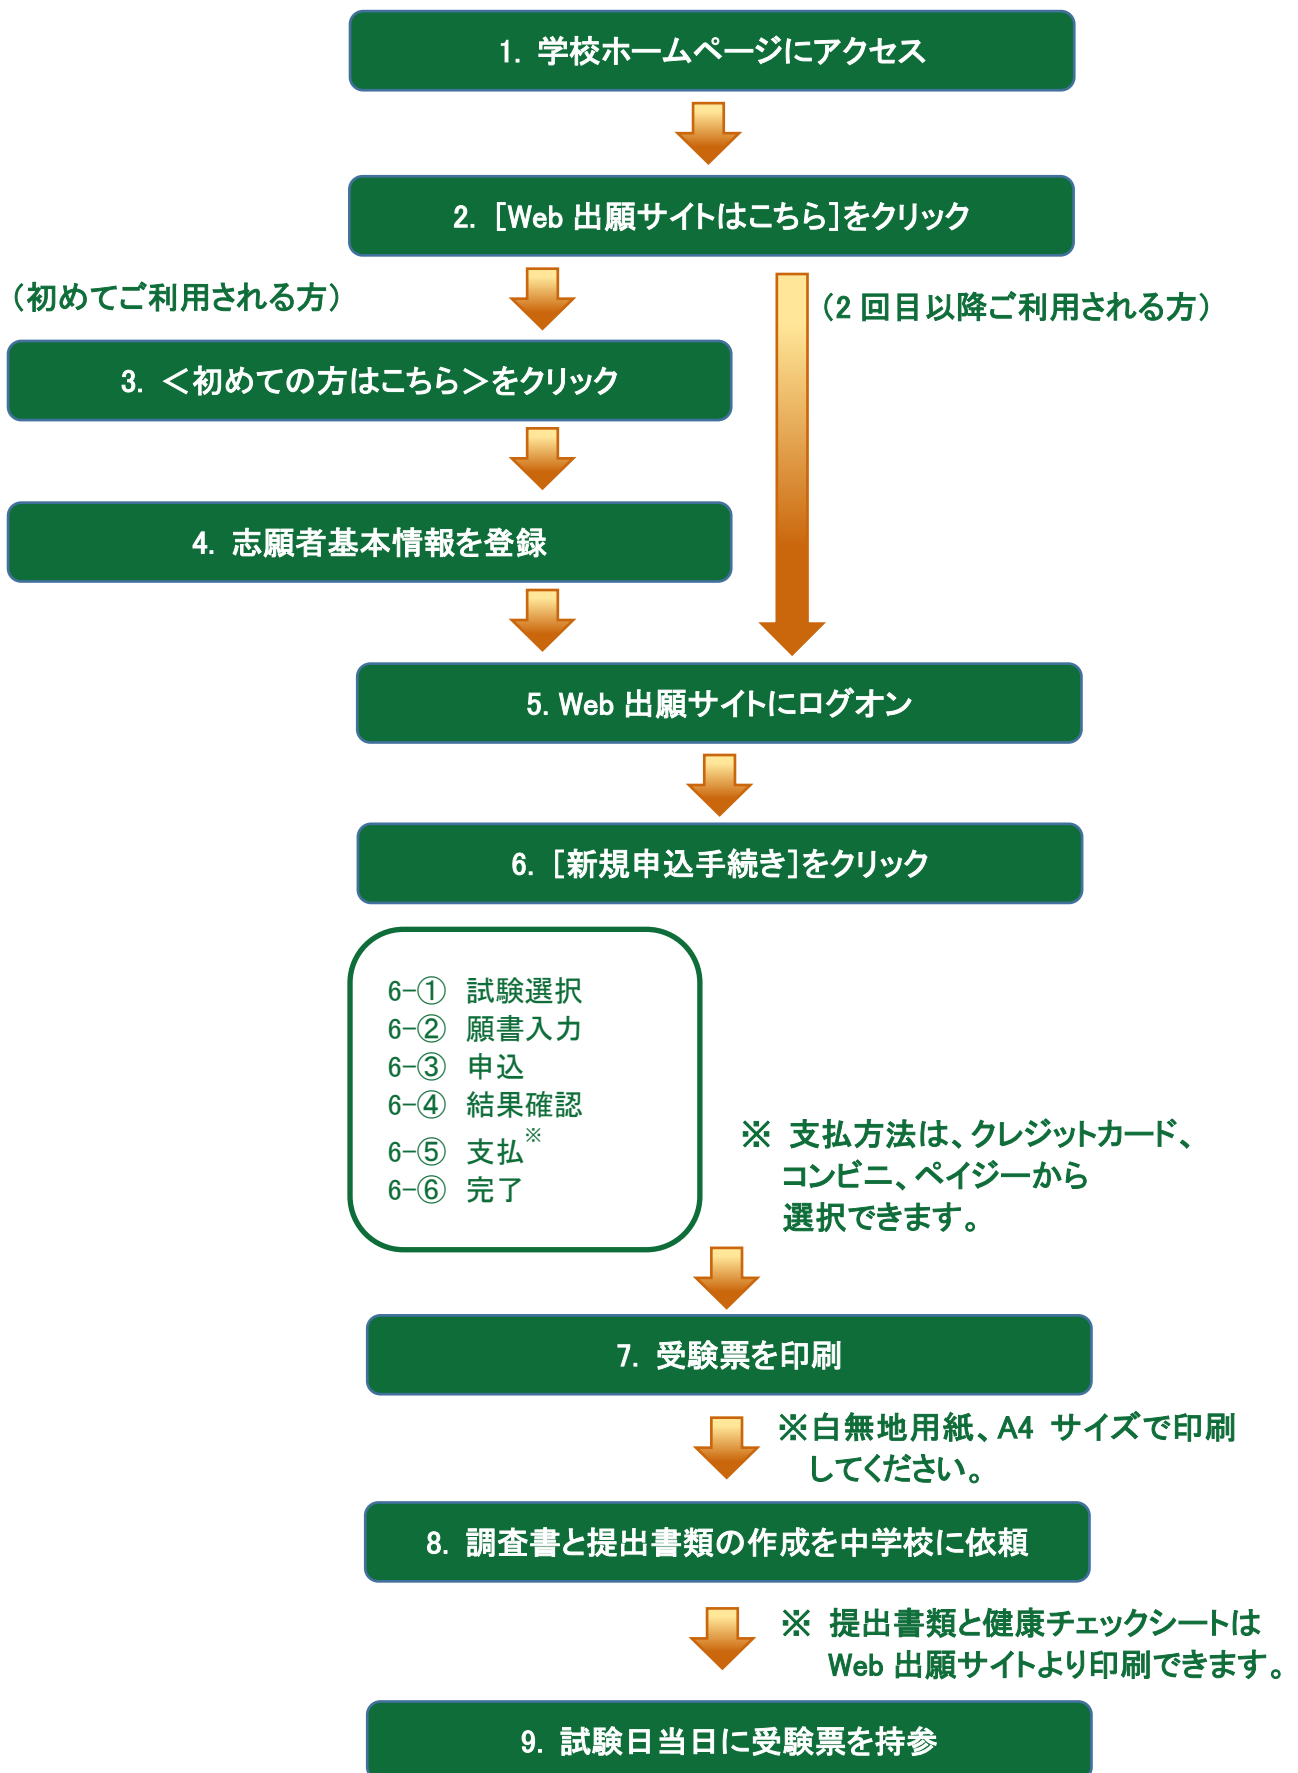 1. 学校ホームページにアクセス
2. [Web 出願サイトはこちら]をクリック
（初めてご利用される方）
（2 回目以降ご利用される方）
3. ＜初めての方はこちら＞をクリック
4. 志願者基本情報を登録
5. Web 出願サイトにログオン
6. [新規申込手続き]をクリック
6-① 試験選択
6-② 願書入力
6-③ 申込
6-④ 結果確認
6-⑤ 支払※
6-⑥ 完了
※ 支払方法は、クレジットカード、
コンビニ、ペイジーから
選択できます。
7. 受験票を印刷
※白無地用紙、A4 サイズで印刷
してください。
8. 調査書と提出書類の作成を中学校に依頼
※ 提出書類と健康チェックシートは
Web 出願サイトより印刷できます。
9. 試験日当日に受験票を持参